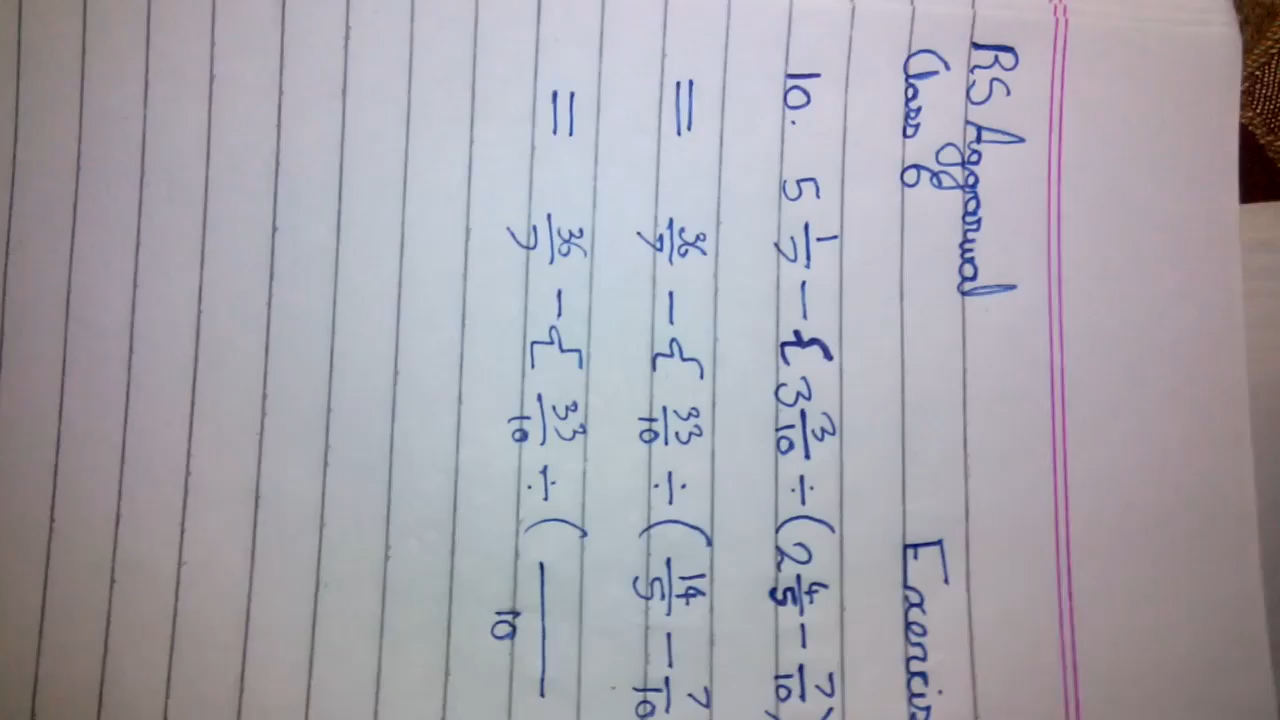 RS Aggarwal
Class 6 Exercis
10. 5 1/7 - { 3 3/10 ÷ ( 2 4/5 - 7/10 )
= 36/7 - { 33/10 ÷ ( 14/5 - 7/10
= 36/7 - { 33/10 ÷ ( /10